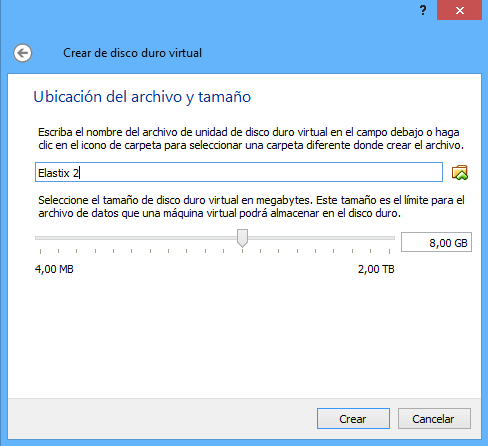 ?
Crear de disco duro virtual
Ubicación del archivo y tamaño
Escriba el nombre del archivo de unidad de disco duro virtual en el campo debajo o haga
clic en el icono de carpeta para seleccionar una carpeta diferente donde crear el archivo.
Elastix 2
Seleccione el tamaño de disco duro virtual en megabytes. Este tamaño es el límite para el
archivo de datos que una máquina virtual podrá almacenar en el disco duro.
8,00 GB
4,00 MB 2,00 TB
Crear Cancelar